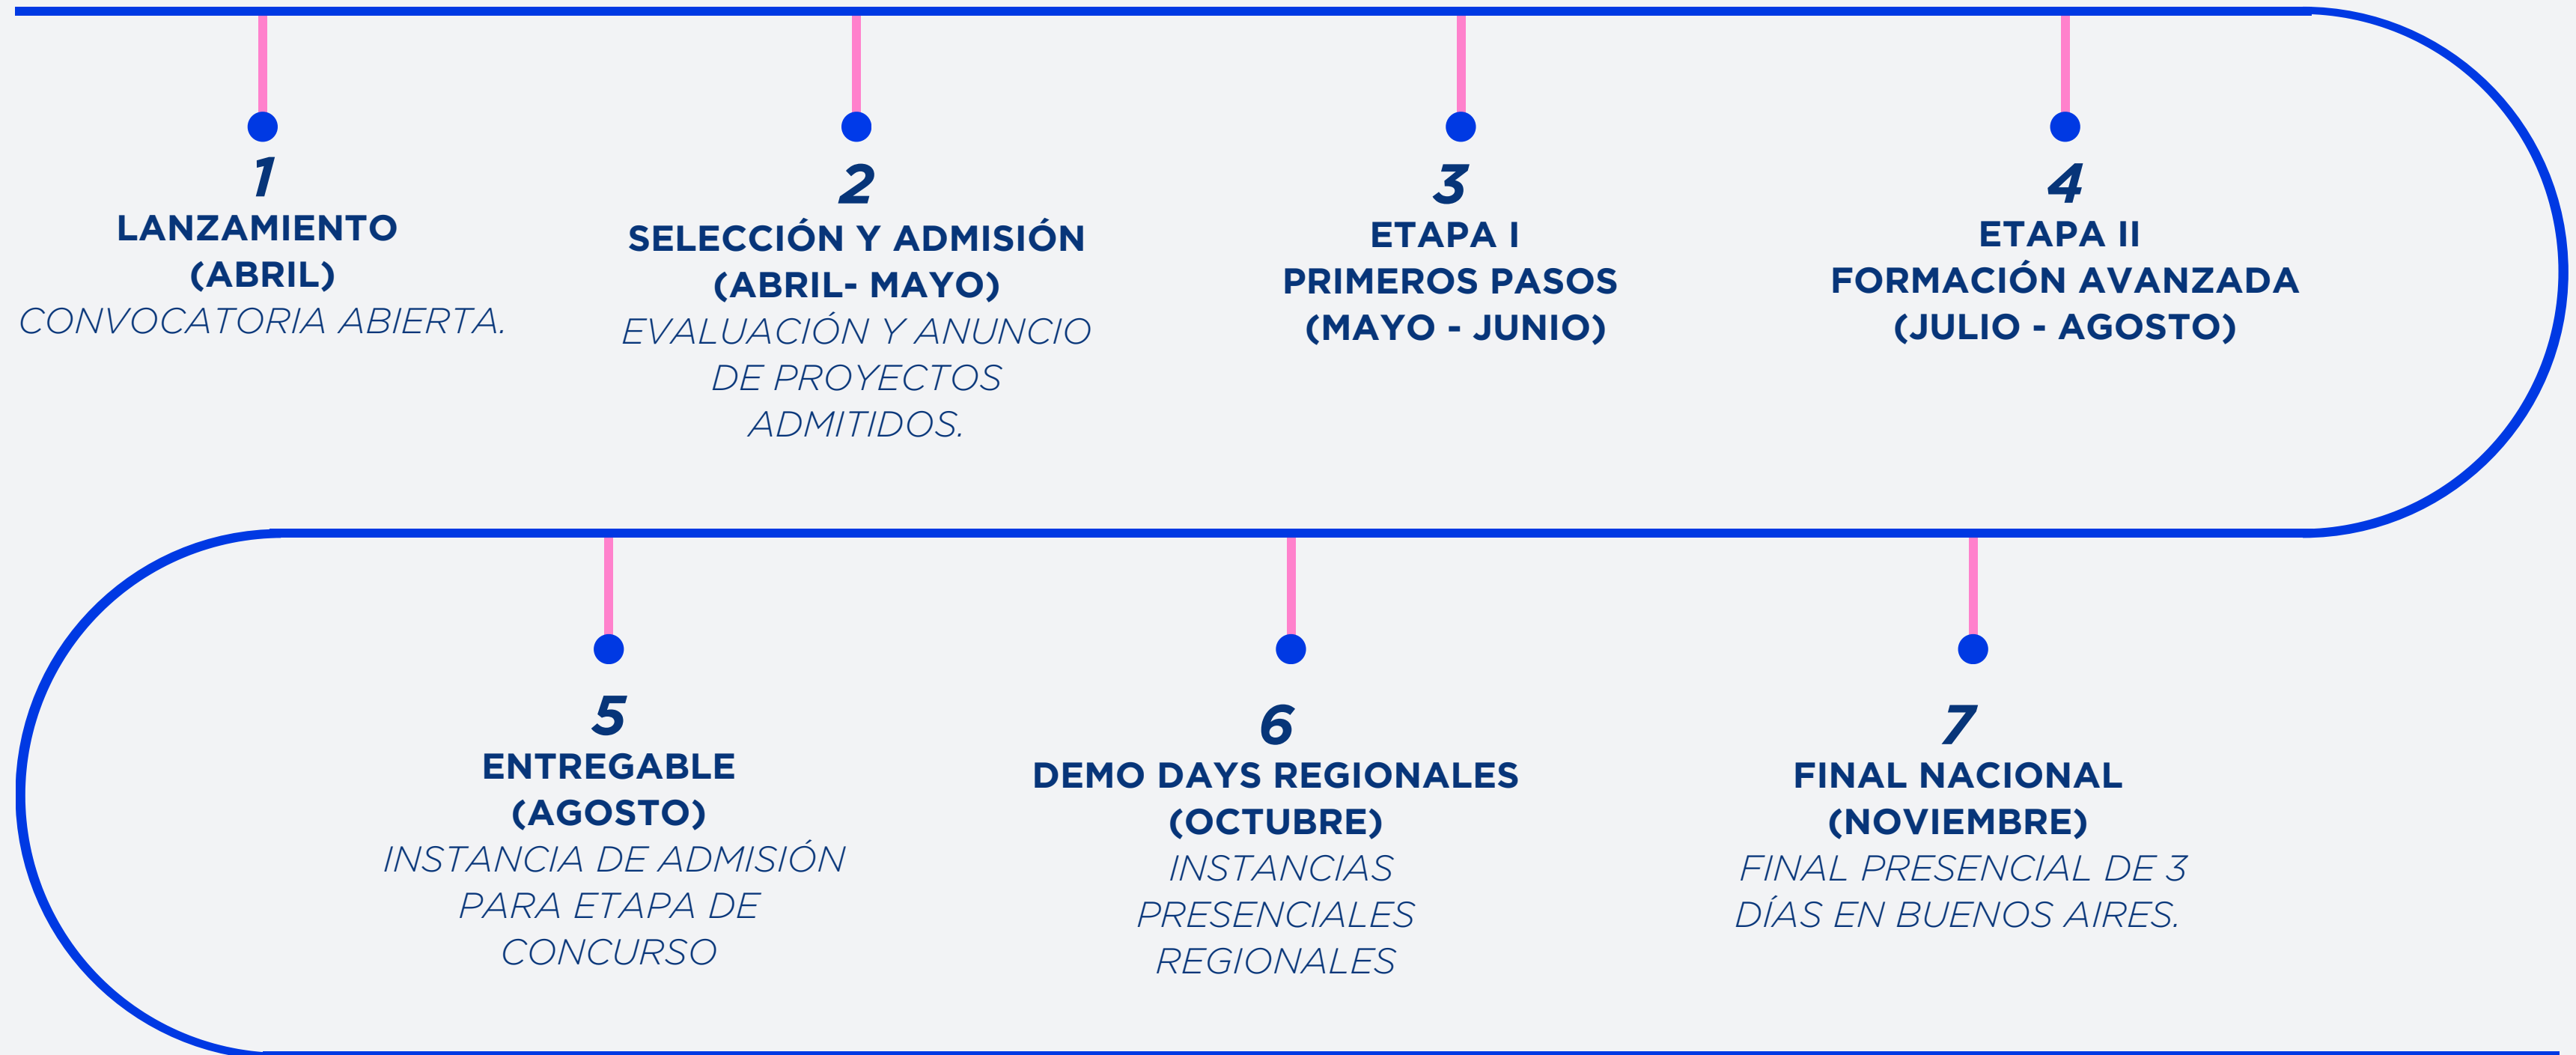 1
LANZAMIENTO
(ABRIL)
CONVOCATORIA ABIERTA.
2
SELECCIÓN Y ADMISIÓN
(ABRIL- MAYO)
EVALUACIÓN Y ANUNCIO
DE PROYECTOS
ADMITIDOS.
3
ETAPA I
PRIMEROS PASOS
(MAYO - JUNIO)
4
ETAPA II
FORMACIÓN AVANZADA
(JULIO - AGOSTO)
5
ENTREGABLE
(AGOSTO)
INSTANCIA DE ADMISIÓN
PARA ETAPA DE
CONCURSO
6
DEMO DAYS REGIONALES
(OCTUBRE)
INSTANCIAS
PRESENCIALES
REGIONALES
7
FINAL NACIONAL
(NOVIEMBRE)
FINAL PRESENCIAL DE 3
DÍAS EN BUENOS AIRES.